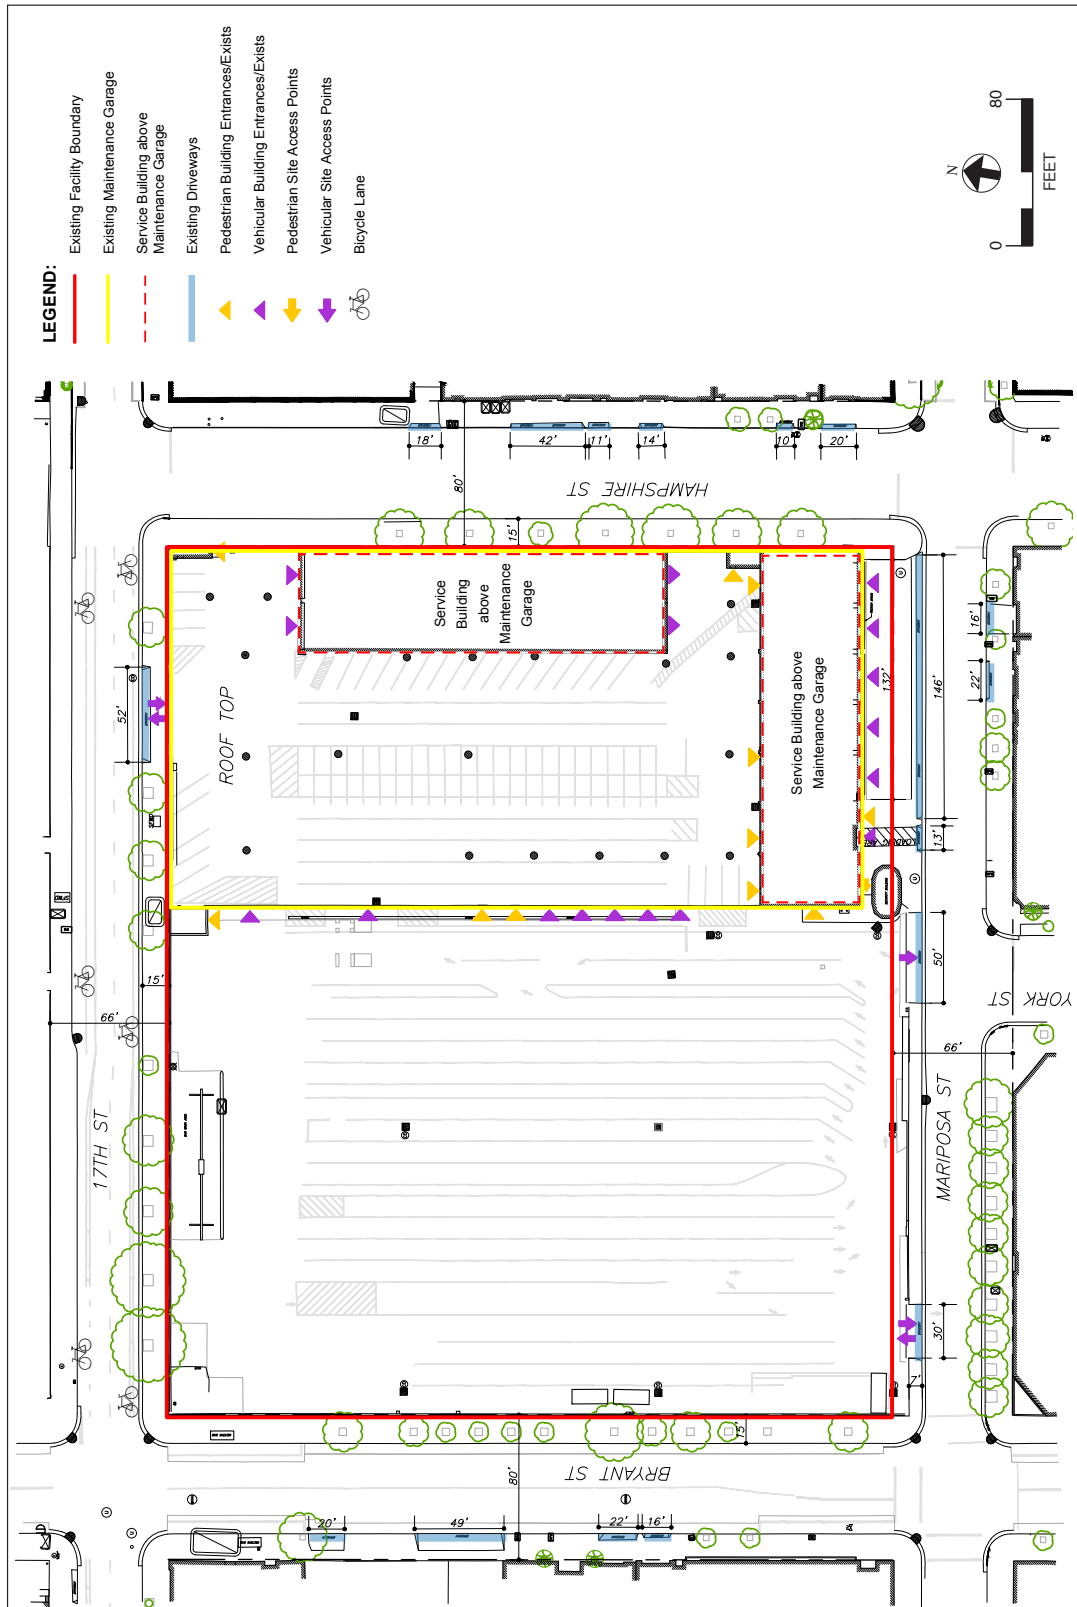 LEGEND:
Existing Facility Boundary
Existing Maintenance Garage
Service Building above
Maintenance Garage
Existing Driveways
Pedestrian Building Entrances/Exists
Vehicular Building Entrances/Exists
Pedestrian Site Access Points
Vehicular Site Access Points
Bicycle Lane
N
0
80
FEET
18'
42'
11'
14'
10'
20'
80'
HAMPSHIRE ST
15'
52'
ROOF TOP
Service
Building
above
Maintenance
Garage
Service Building above
Maintenance Garage
132'
146'
16'
22'
13'
50'
15'
66'
17TH ST
66'
YORK ST
MARIPOSA ST
30'
7'
15'
80'
BRYANT ST
20'
49'
22'
16'